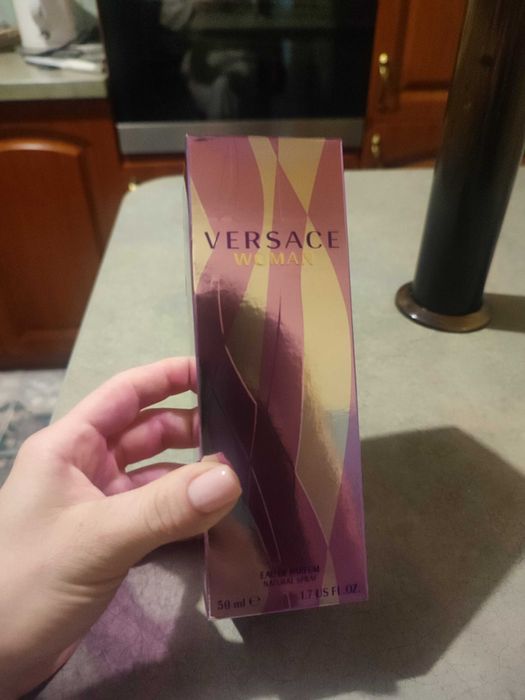 VERSACE
WOMAN
EAU DE PARFUM
NATURAL SPRAY
50 ml ℮ 1.7 US FL.OZ.